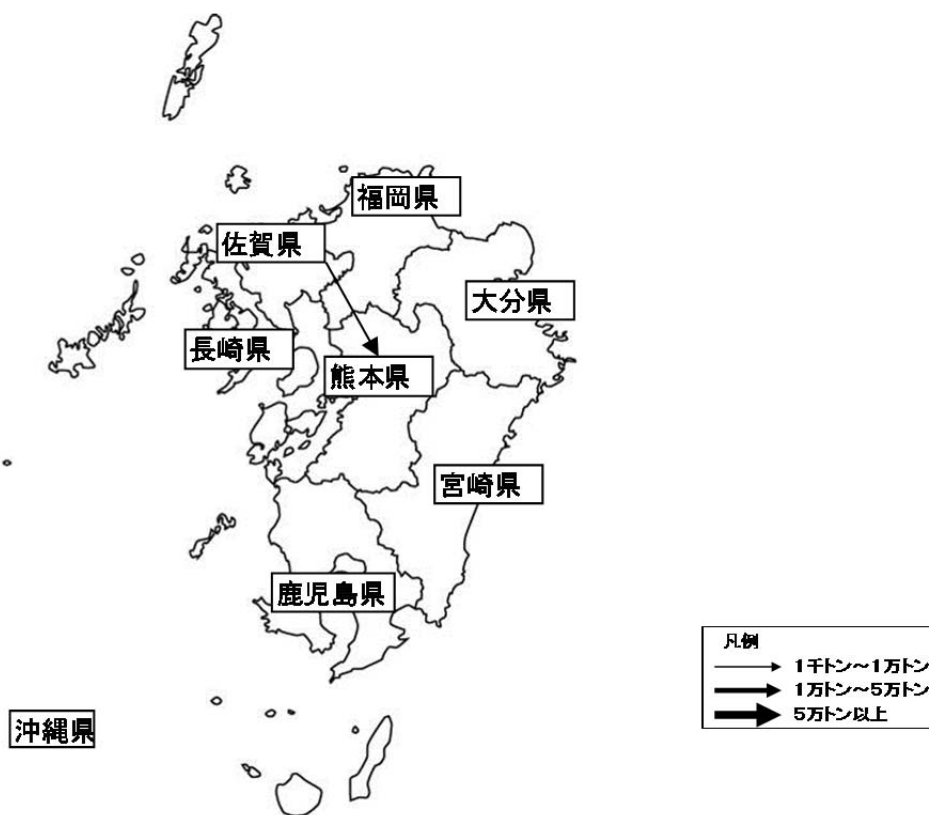 福岡県
佐賀県
大分県
長崎県
熊本県
宮崎県
鹿児島県
沖縄県
凡例
1千トン～1万トン
1万トン～5万トン
5万トン以上